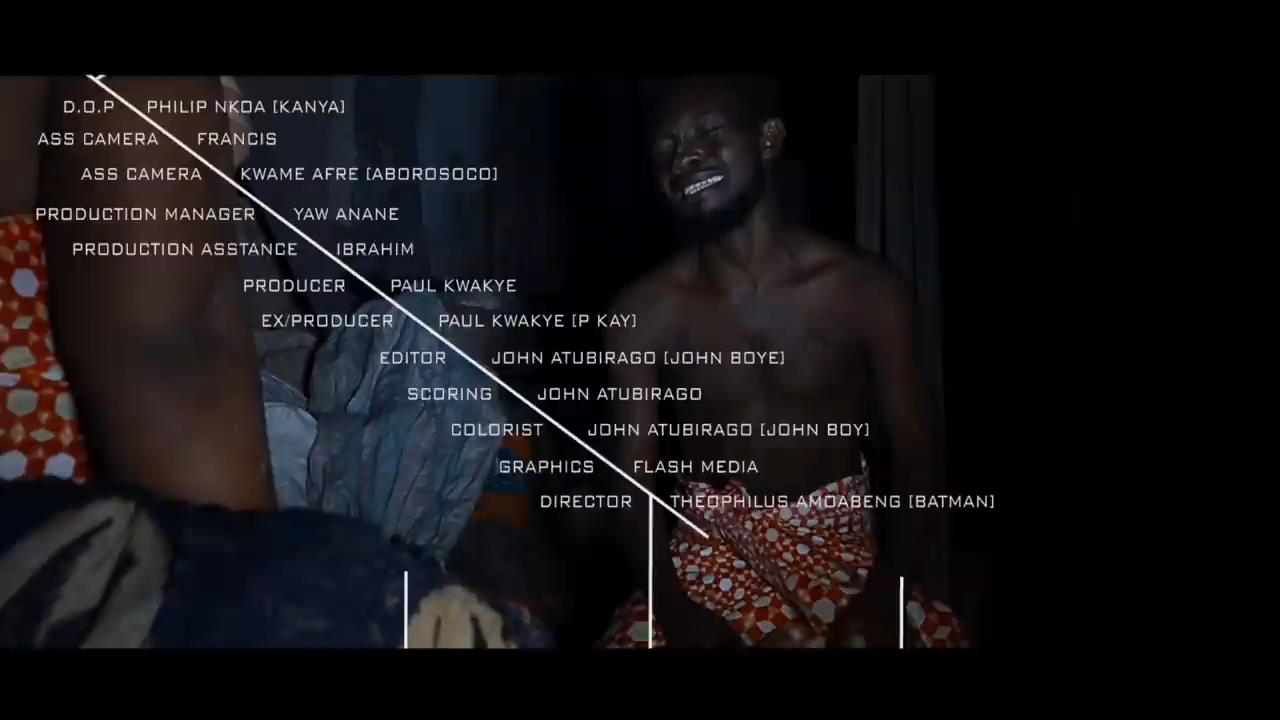 D.O.P PHILIP NKOA [KANYA]
ASS CAMERA FRANCIS
ASS CAMERA KWAME AFRE [ABOROSOCO]
PRODUCTION MANAGER YAW ANANE
PRODUCTION ASSTANCE IBRAHIM
PRODUCER PAUL KWAKYE
EX/PRODUCER PAUL KWAKYE [P KAY]
EDITOR JOHN ATUBIRAGO [JOHN BOYE]
SCORING JOHN ATUBIRAGO
COLORIST JOHN ATUBIRAGO [JOHN BOY]
GRAPHICS FLASH MEDIA
DIRECTOR THEOPHILUS AMOABENG [BATMAN]